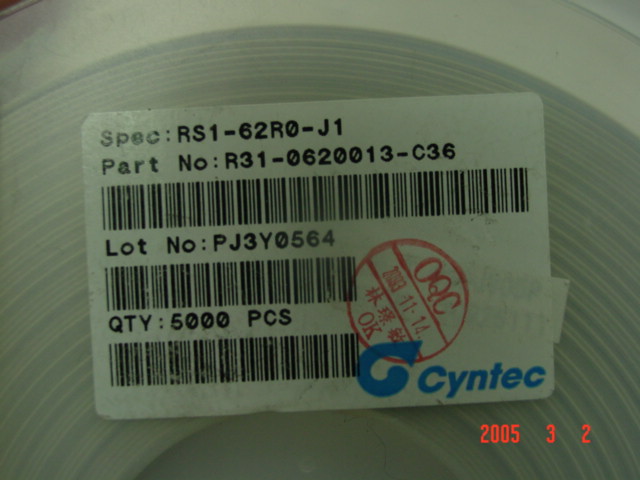 Spec:RS1-62R0-J1
Part No:R31-0620013-C36
Lot No:PJ3Y0564
OQC
11.14
OK
QTY:5000 PCS
Cyntec
2005 3 2